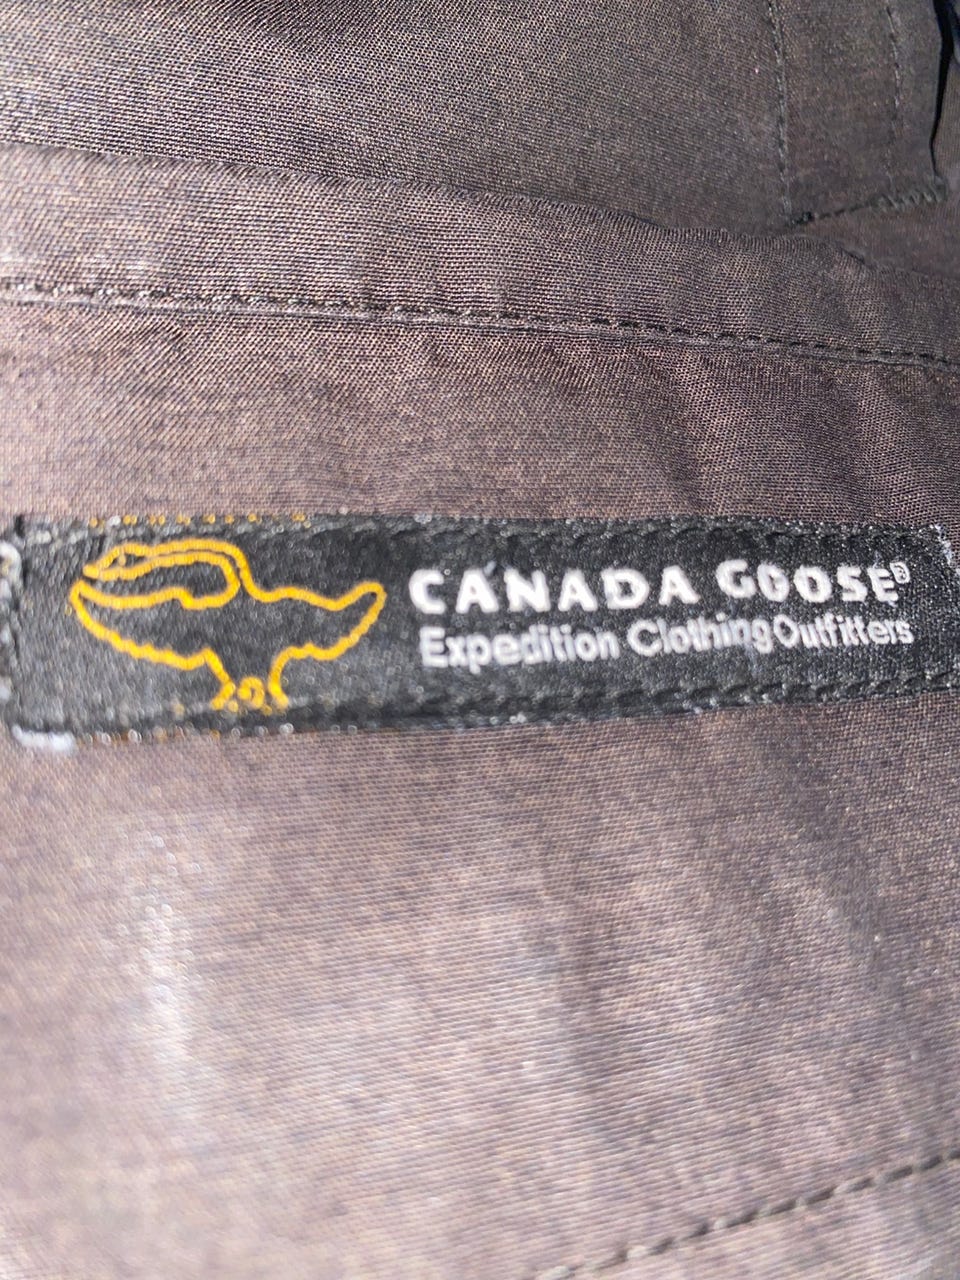 CANADA GOOSE®
Expedition Clothing Outfitters